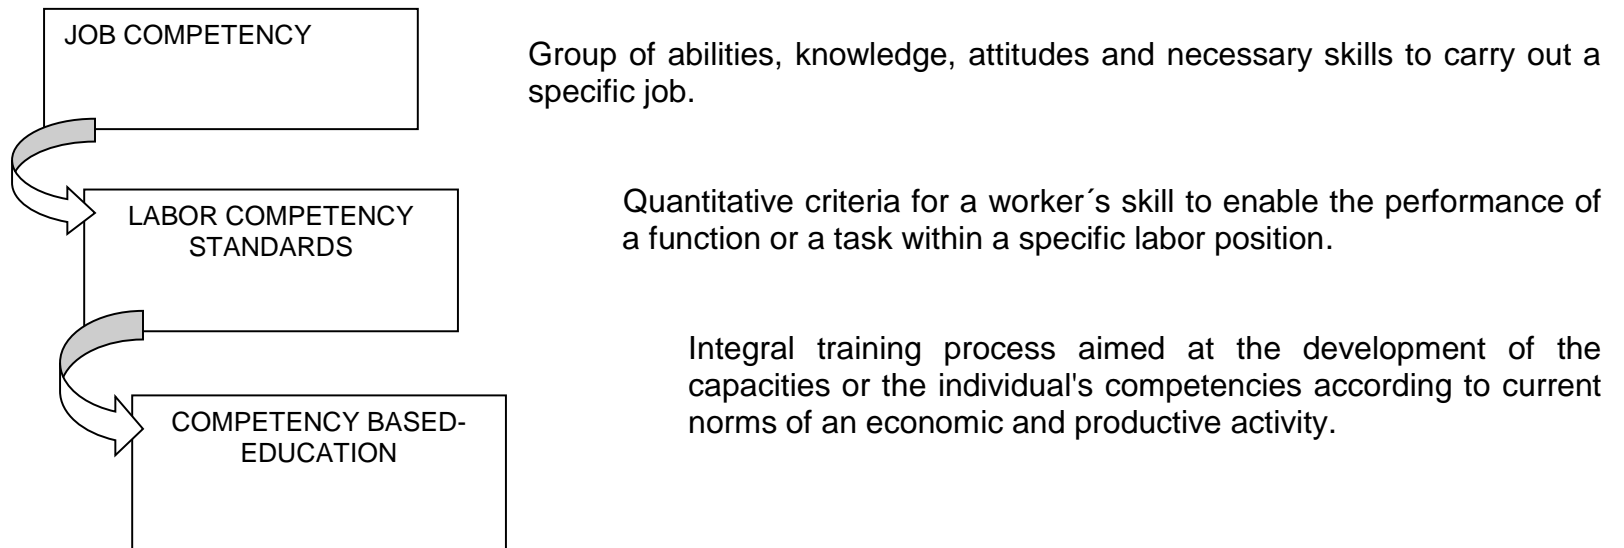 JOB COMPETENCY
Group of abilities, knowledge, attitudes and necessary skills to carry out a
specific job.
LABOR COMPETENCY
STANDARDS
Quantitative criteria for a worker´s skill to enable the performance of
a function or a task within a specific labor position.
COMPETENCY BASED-
EDUCATION
Integral training process aimed at the development of the
capacities or the individual's competencies according to current
norms of an economic and productive activity.